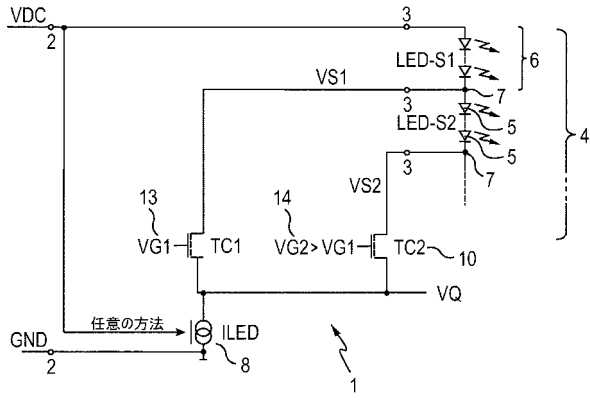 VDC
2
3
LED-S1
6
VS1
3
7
LED-S2
5
4
5
3
7
VS2
13
14
VG1
TC1
VG2>VG1
TC2
10
VQ
任意の方法
ILED
GND
2
8
1